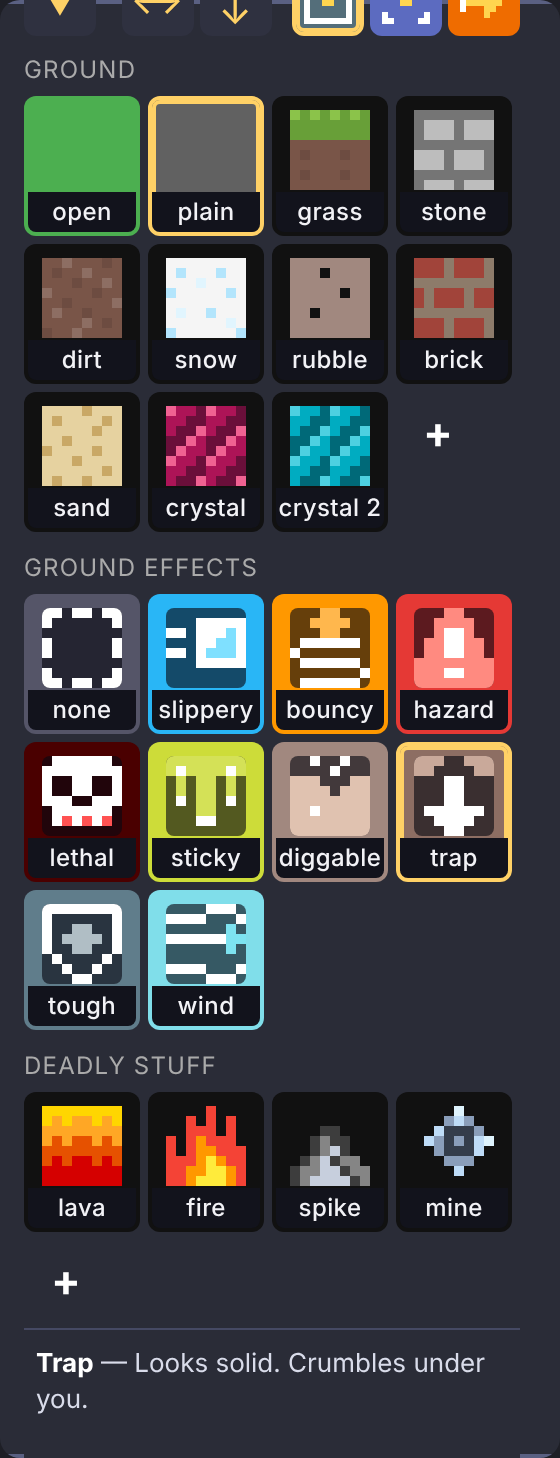 GROUND
open plain grass stone
dirt snow rubble brick
+
sand crystal crystal 2
GROUND EFFECTS
none slippery bouncy hazard
lethal sticky diggable trap
tough wind
DEADLY STUFF
lava fire spike mine
+
Trap — Looks solid. Crumbles under
you.